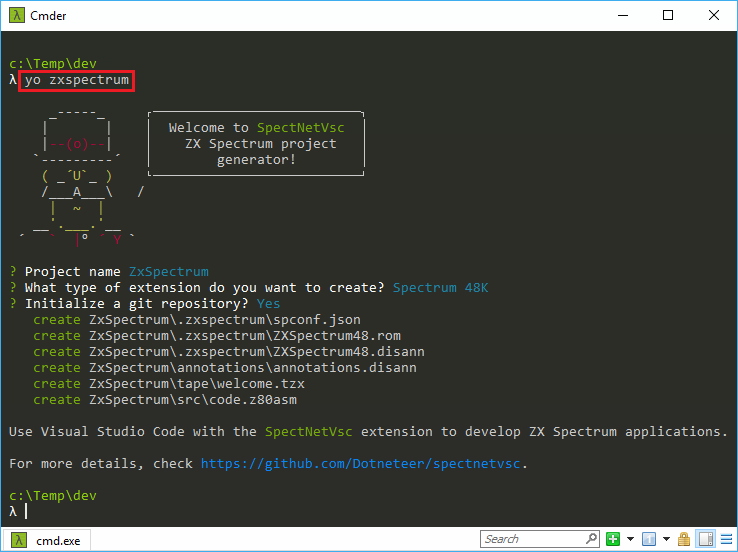 Cmder
c:\Temp\dev
λ yo zxspectrum
     _-----_
    |       |
    |--(o)--|
   `---------´
    ( _´U`_ )
    /___A___\   /
     |  ~  |
   __'.___.'__
 ´   `  |° ´ Y `
Welcome to SpectNetVsc
ZX Spectrum project
generator!
? Project name ZxSpectrum
? What type of extension do you want to create? Spectrum 48K
? Initialize a git repository? Yes
   create ZxSpectrum\.zxspectrum\spconf.json
   create ZxSpectrum\.zxspectrum\ZXSpectrum48.rom
   create ZxSpectrum\.zxspectrum\ZXSpectrum48.disann
   create ZxSpectrum\annotations\annotations.disann
   create ZxSpectrum\tape\welcome.tzx
   create ZxSpectrum\src\code.z80asm
Use Visual Studio Code with the SpectNetVsc extension to develop ZX Spectrum applications.
For more details, check https://github.com/Dotneteer/spectnetvsc.
c:\Temp\dev
λ
λ cmd.exe
Search